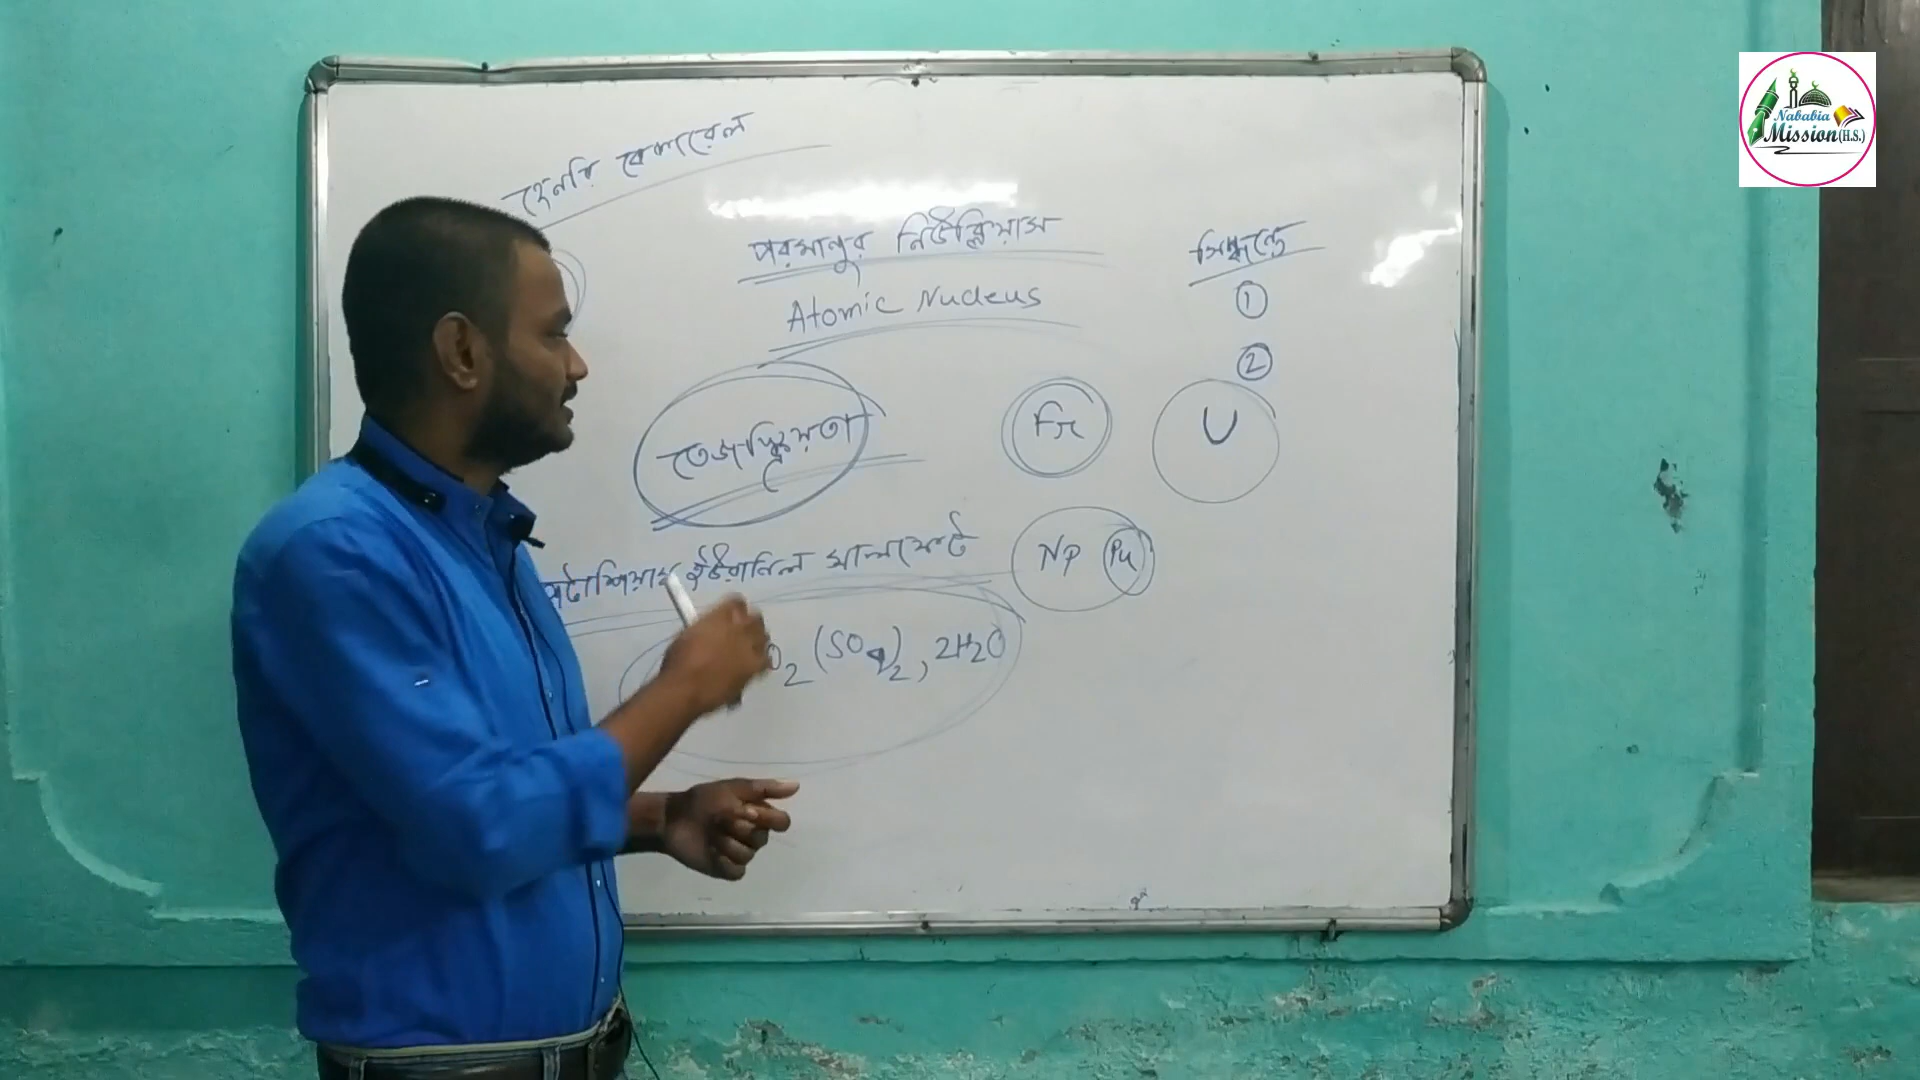 হেনরি বেকারেল
পরমানুর নিউক্লিয়াস
Atomic Nucleus
সিদ্ধান্ত
①
②
তেজস্ক্রিয়তা
Fr
U
পটাশিয়াম ইউরানিল সালফেট
Np Pu
O₂ (SO₄)₂, 2H₂O
Nababia
Mission (H.S.)